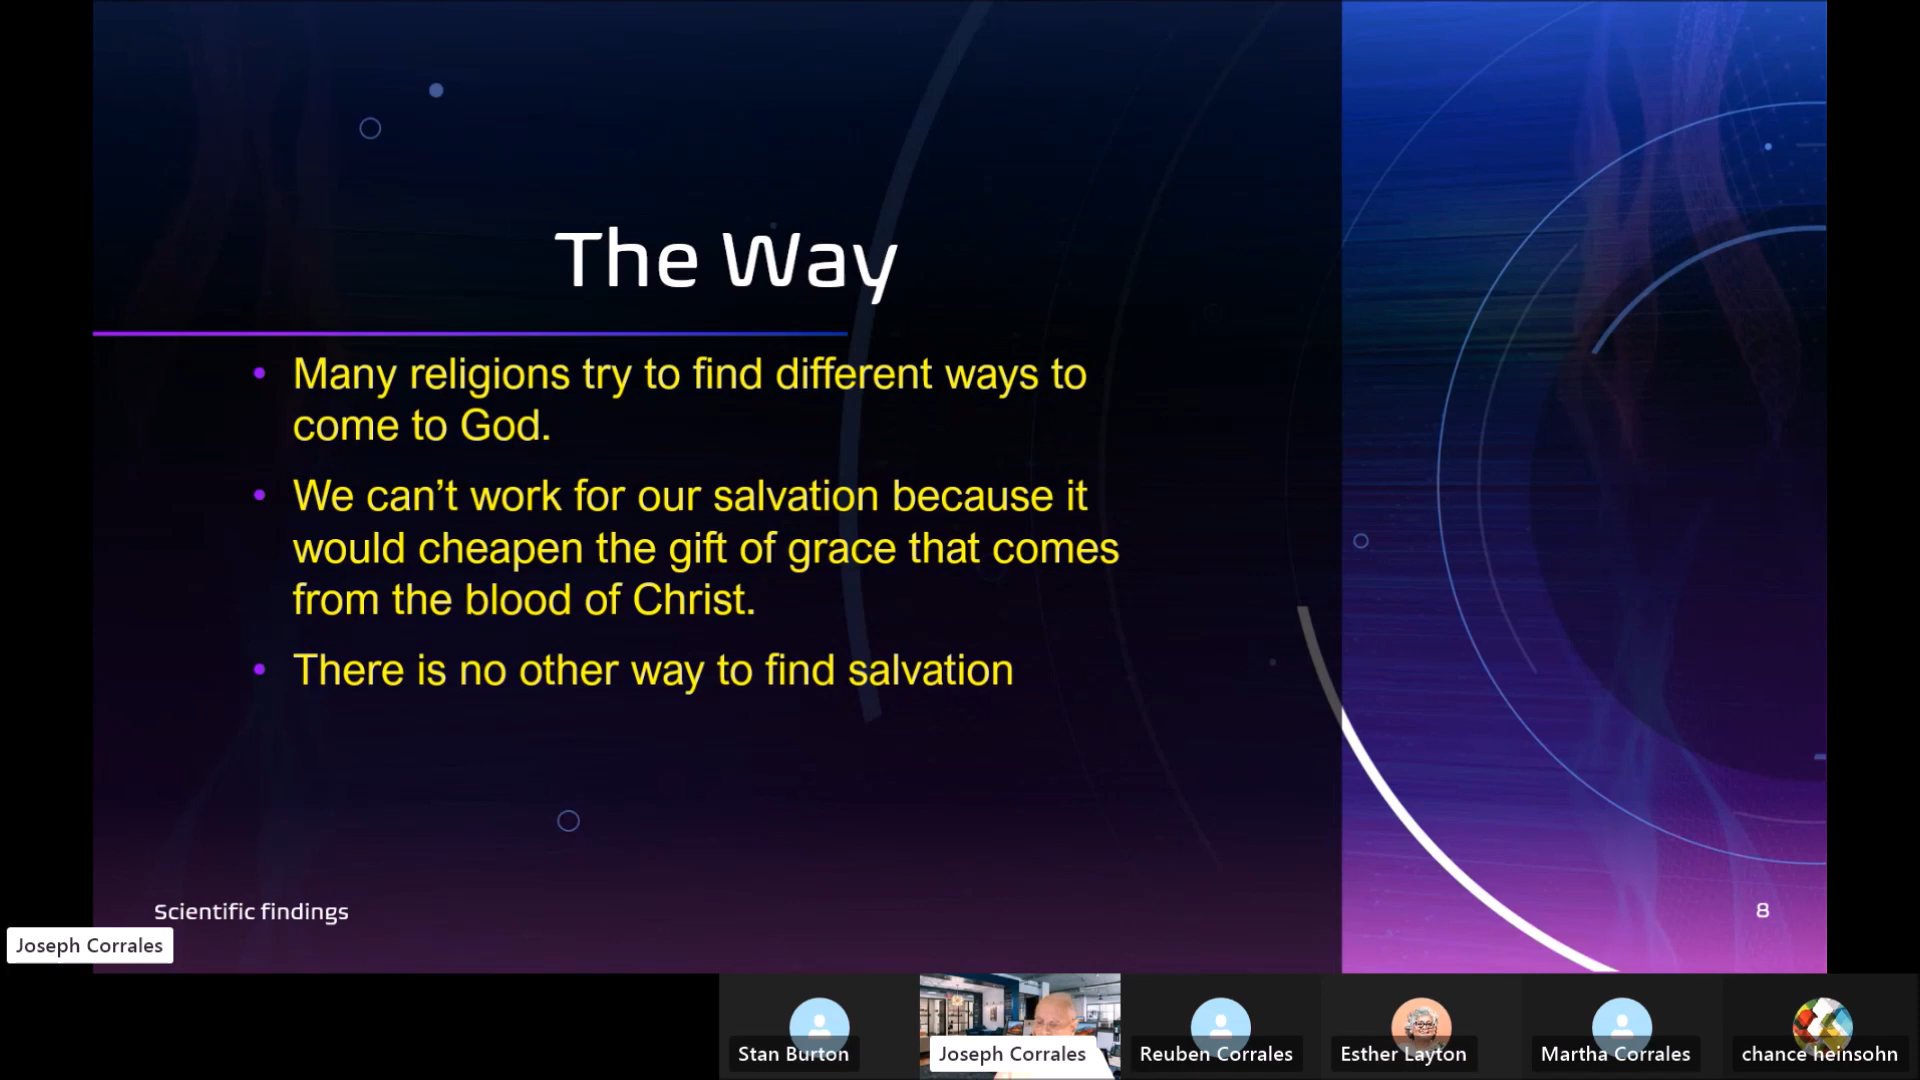 The Way
• Many religions try to find different ways to
come to God.
• We can’t work for our salvation because it
would cheapen the gift of grace that comes
from the blood of Christ.
• There is no other way to find salvation
Scientific findings
8
Joseph Corrales
Stan Burton
Joseph Corrales
Reuben Corrales
Esther Layton
Martha Corrales
chance heinsohn